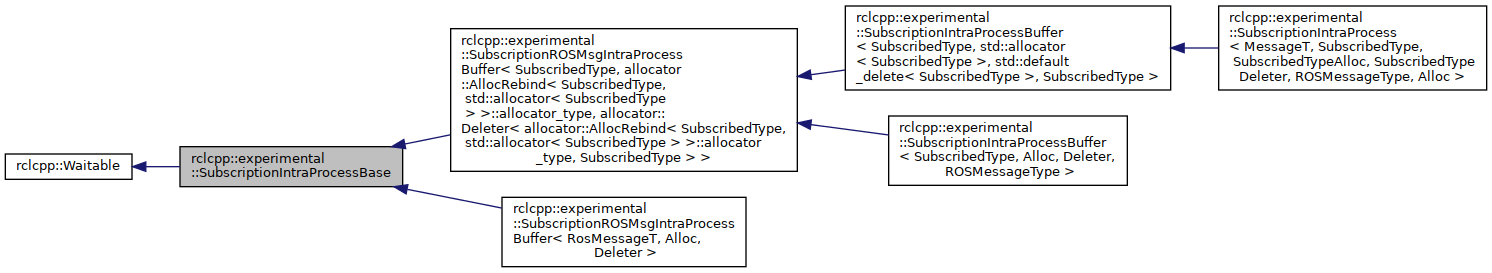 rclcpp::Waitable
rclcpp::experimental
::SubscriptionIntraProcessBase
rclcpp::experimental
::SubscriptionROSMsgIntraProcess
Buffer< SubscribedType, allocator
::AllocRebind< SubscribedType,
std::allocator< SubscribedType
> >::allocator_type, allocator::
Deleter< allocator::AllocRebind< SubscribedType,
std::allocator< SubscribedType > >::allocator
_type, SubscribedType > >
rclcpp::experimental
::SubscriptionROSMsgIntraProcess
Buffer< RosMessageT, Alloc,
Deleter >
rclcpp::experimental
::SubscriptionIntraProcessBuffer
< SubscribedType, std::allocator
< SubscribedType >, std::default
_delete< SubscribedType >, SubscribedType >
rclcpp::experimental
::SubscriptionIntraProcessBuffer
< SubscribedType, Alloc, Deleter,
ROSMessageType >
rclcpp::experimental
::SubscriptionIntraProcess
< MessageT, SubscribedType,
SubscribedTypeAlloc, SubscribedType
Deleter, ROSMessageType, Alloc >